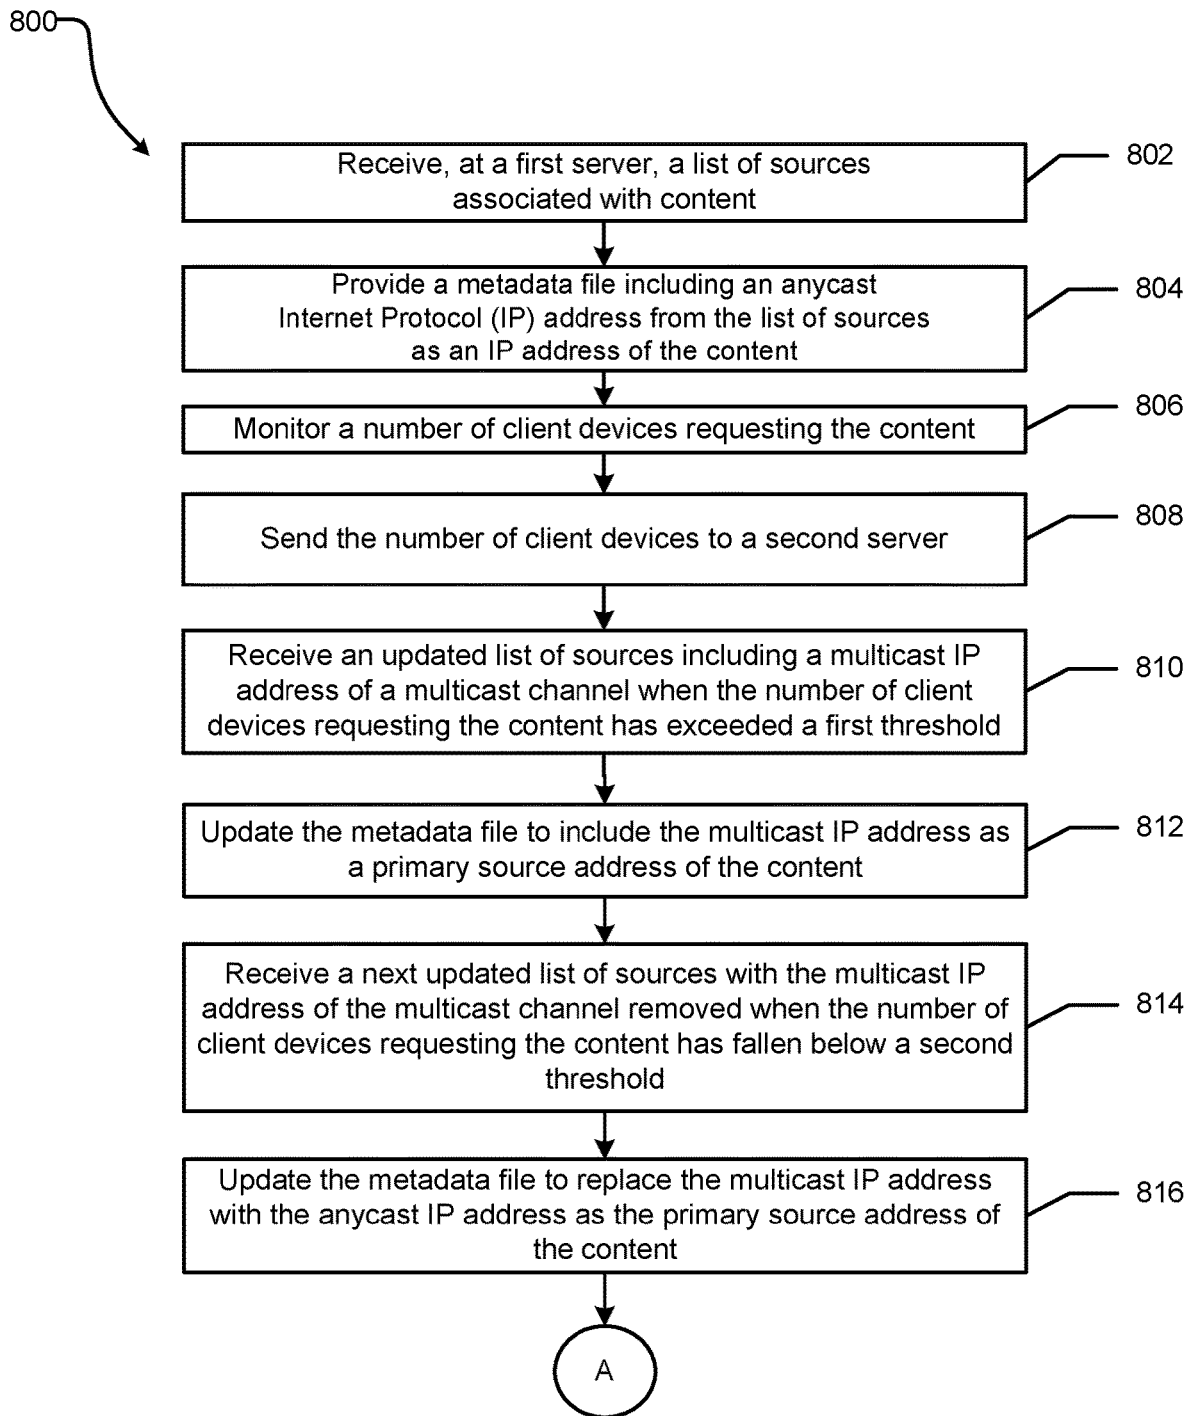 800
Receive, at a first server, a list of sources
associated with content
802
Provide a metadata file including an anycast
Internet Protocol (IP) address from the list of sources
as an IP address of the content
804
Monitor a number of client devices requesting the content
806
Send the number of client devices to a second server
808
Receive an updated list of sources including a multicast IP
address of a multicast channel when the number of client
devices requesting the content has exceeded a first threshold
810
Update the metadata file to include the multicast IP address as
a primary source address of the content
812
Receive a next updated list of sources with the multicast IP
address of the multicast channel removed when the number of
client devices requesting the content has fallen below a second
threshold
814
Update the metadata file to replace the multicast IP address
with the anycast IP address as the primary source address of
the content
816
A